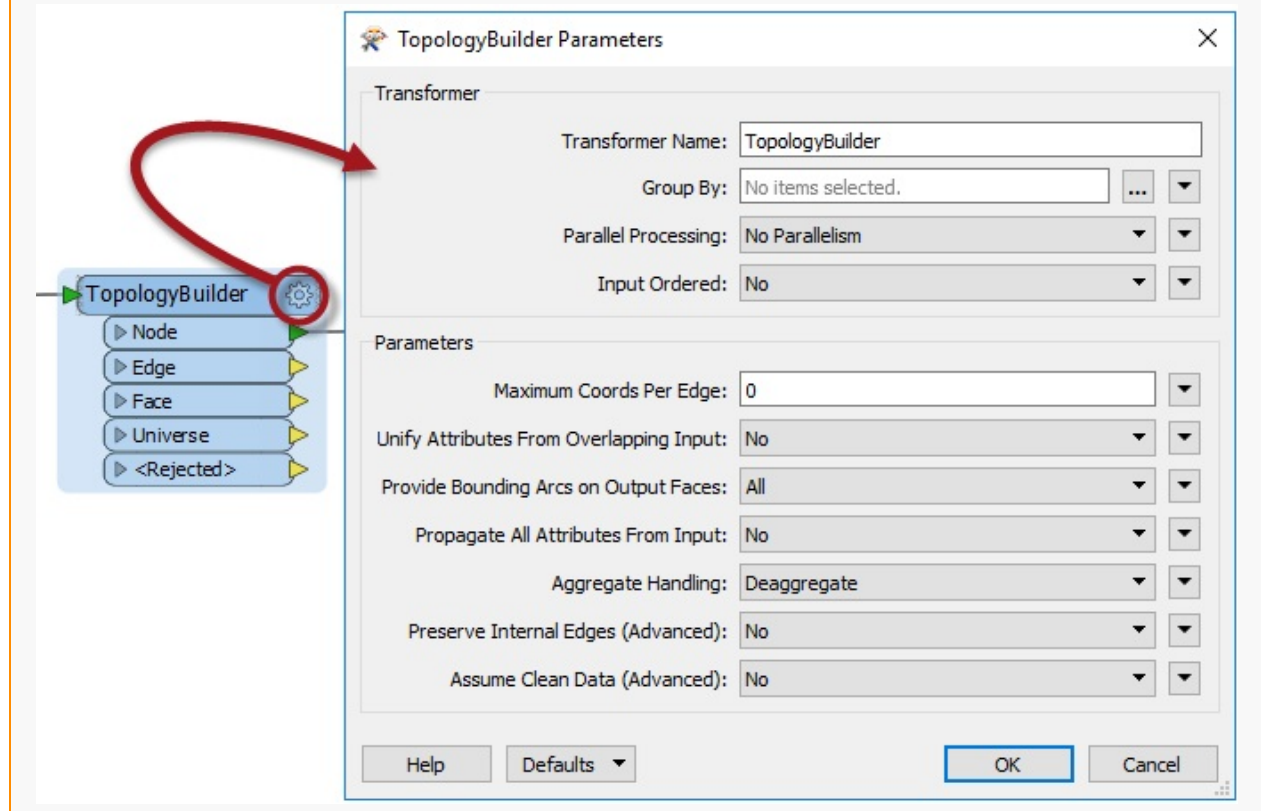 TopologyBuilder Parameters
Transformer
Transformer Name: TopologyBuilder
Group By: No items selected. ...
Parallel Processing: No Parallelism
Input Ordered: No
TopologyBuilder
Node
Edge
Face
Universe
<Rejected>
Parameters
Maximum Coords Per Edge: 0
Unify Attributes From Overlapping Input: No
Provide Bounding Arcs on Output Faces: All
Propagate All Attributes From Input: No
Aggregate Handling: Deaggregate
Preserve Internal Edges (Advanced): No
Assume Clean Data (Advanced): No
Help Defaults OK Cancel